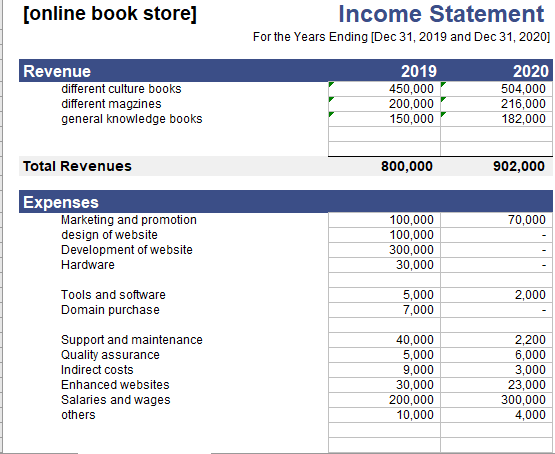 [online book store] Income Statement
For the Years Ending [Dec 31, 2019 and Dec 31, 2020]
Revenue 2019 2020
different culture books 450,000 504,000
different magzines 200,000 216,000
general knowledge books 150,000 182,000
Total Revenues 800,000 902,000
Expenses
Marketing and promotion 100,000 70,000
design of website 100,000 -
Development of website 300,000 -
Hardware 30,000 -
Tools and software 5,000 2,000
Domain purchase 7,000 -
Support and maintenance 40,000 2,200
Quality assurance 5,000 6,000
Indirect costs 9,000 3,000
Enhanced websites 30,000 23,000
Salaries and wages 200,000 300,000
others 10,000 4,000